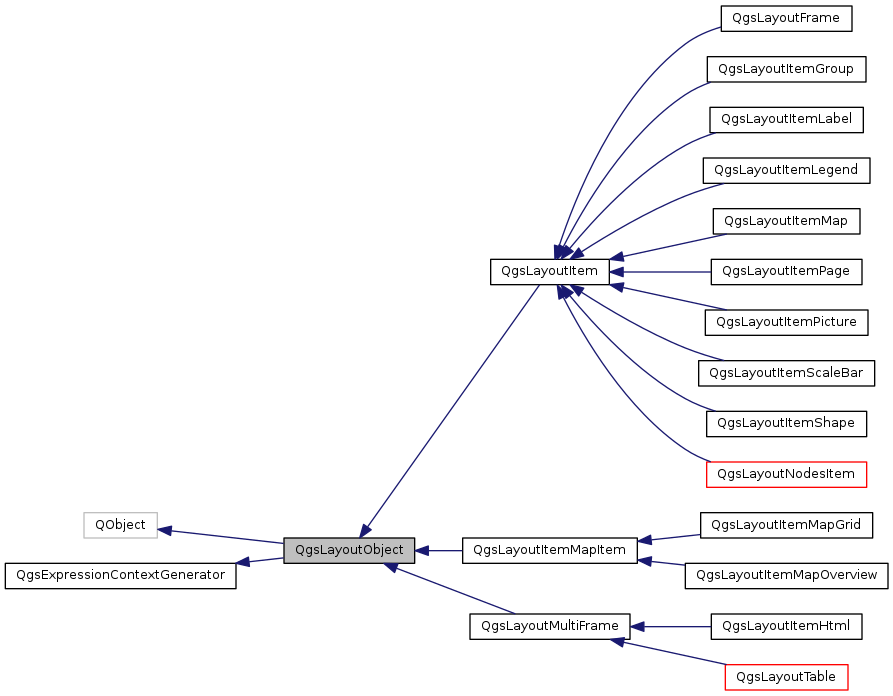 QgsLayoutFrame
QgsLayoutItemGroup
QgsLayoutItemLabel
QgsLayoutItemLegend
QgsLayoutItemMap
QgsLayoutItem
QgsLayoutItemPage
QgsLayoutItemPicture
QgsLayoutItemScaleBar
QgsLayoutItemShape
QgsLayoutNodesItem
QObject
QgsLayoutItemMapGrid
QgsLayoutObject
QgsLayoutItemMapItem
QgsExpressionContextGenerator
QgsLayoutItemMapOverview
QgsLayoutMultiFrame
QgsLayoutItemHtml
QgsLayoutTable